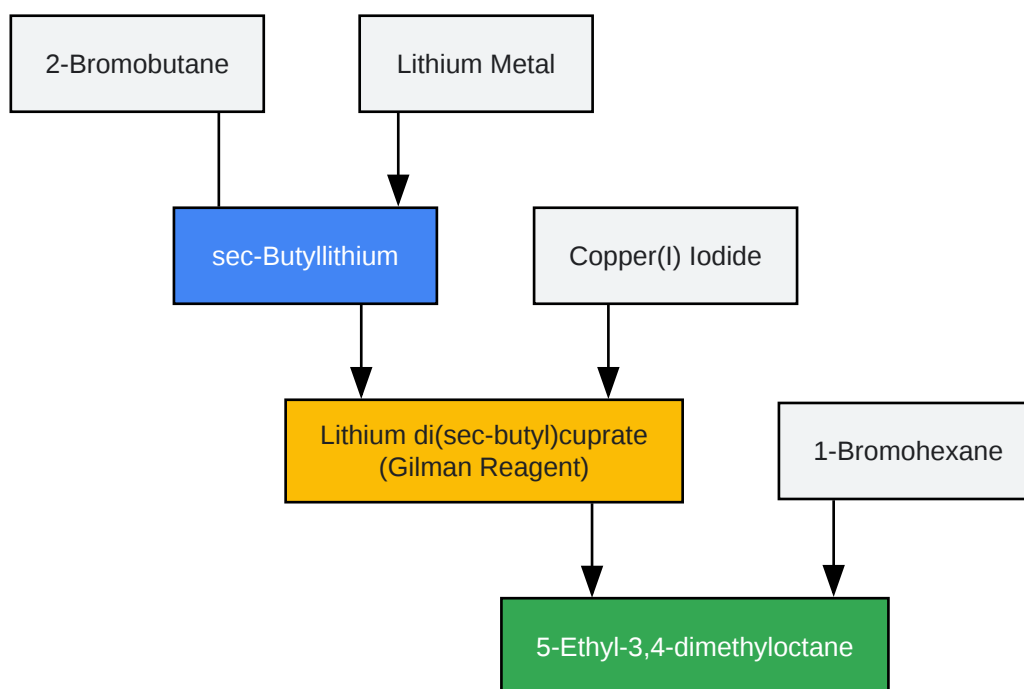 2-Bromobutane
Lithium Metal
sec-Butyllithium
Copper(I) Iodide
Lithium di(sec-butyl)cuprate
(Gilman Reagent)
1-Bromohexane
5-Ethyl-3,4-dimethyloctane